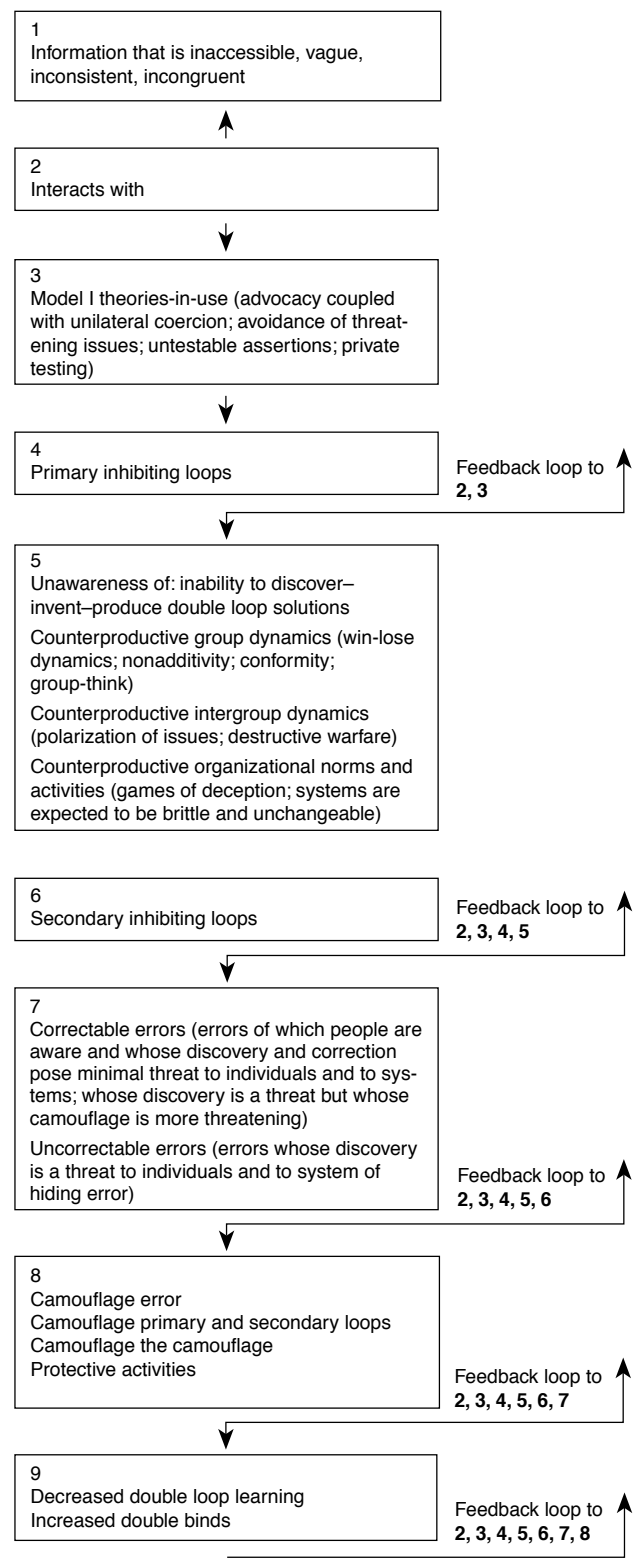 1
Information that is inaccessible, vague,
inconsistent, incongruent
2
Interacts with
3
Model I theories-in-use (advocacy coupled
with unilateral coercion; avoidance of threat-
ening issues; untestable assertions; private
testing)
4
Primary inhibiting loops
Feedback loop to
2, 3
5
Unawareness of: inability to discover–
invent–produce double loop solutions
Counterproductive group dynamics (win-lose
dynamics; nonadditivity; conformity;
group-think)
Counterproductive intergroup dynamics
(polarization of issues; destructive warfare)
Counterproductive organizational norms and
activities (games of deception; systems are
expected to be brittle and unchangeable)
6
Secondary inhibiting loops
Feedback loop to
2, 3, 4, 5
7
Correctable errors (errors of which people are
aware and whose discovery and correction
pose minimal threat to individuals and to sys-
tems; whose discovery is a threat but whose
camouflage is more threatening)
Uncorrectable errors (errors whose discovery
is a threat to individuals and to system of
hiding error)
Feedback loop to
2, 3, 4, 5, 6
8
Camouflage error
Camouflage primary and secondary loops
Camouflage the camouflage
Protective activities
Feedback loop to
2, 3, 4, 5, 6, 7
9
Decreased double loop learning
Increased double binds
Feedback loop to
2, 3, 4, 5, 6, 7, 8